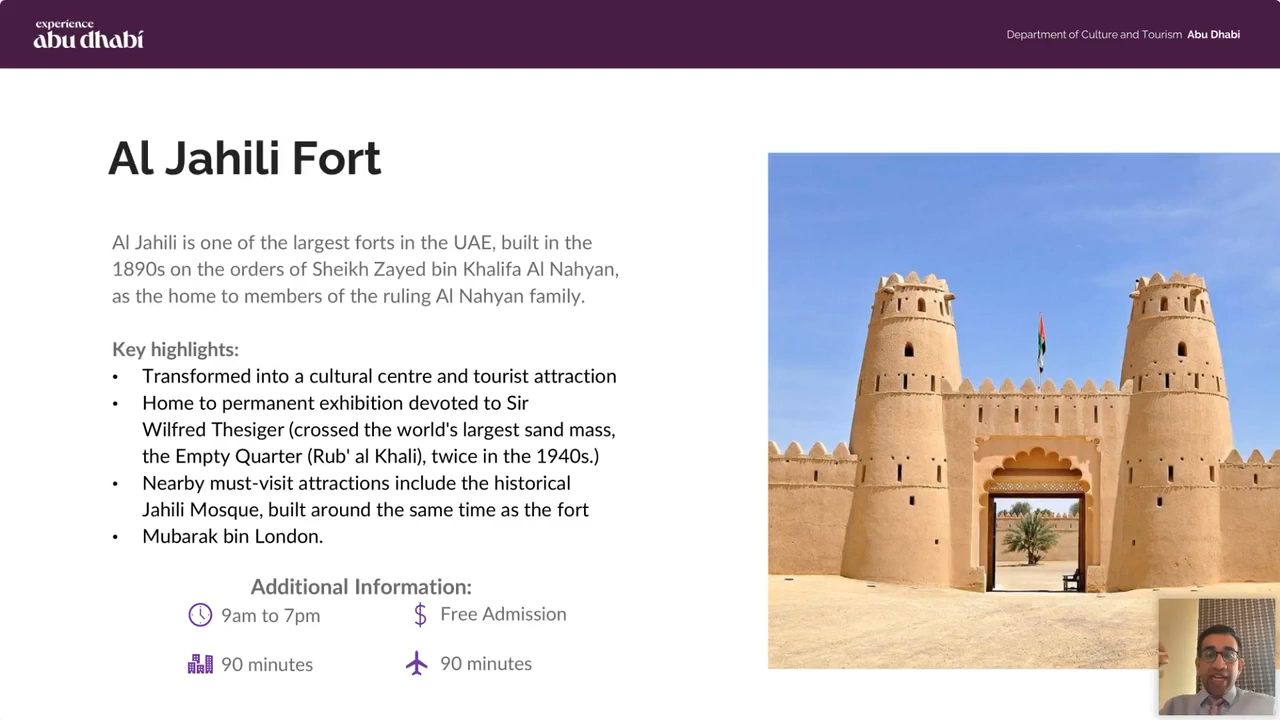 experience
abu dhabi
Department of Culture and Tourism Abu Dhabi
Al Jahili Fort
Al Jahili is one of the largest forts in the UAE, built in the
1890s on the orders of Sheikh Zayed bin Khalifa Al Nahyan,
as the home to members of the ruling Al Nahyan family.
Key highlights:
• Transformed into a cultural centre and tourist attraction
• Home to permanent exhibition devoted to Sir
Wilfred Thesiger (crossed the world's largest sand mass,
the Empty Quarter (Rub' al Khali), twice in the 1940s.)
• Nearby must-visit attractions include the historical
Jahili Mosque, built around the same time as the fort
• Mubarak bin London.
Additional Information:
9am to 7pm
$ Free Admission
90 minutes
90 minutes